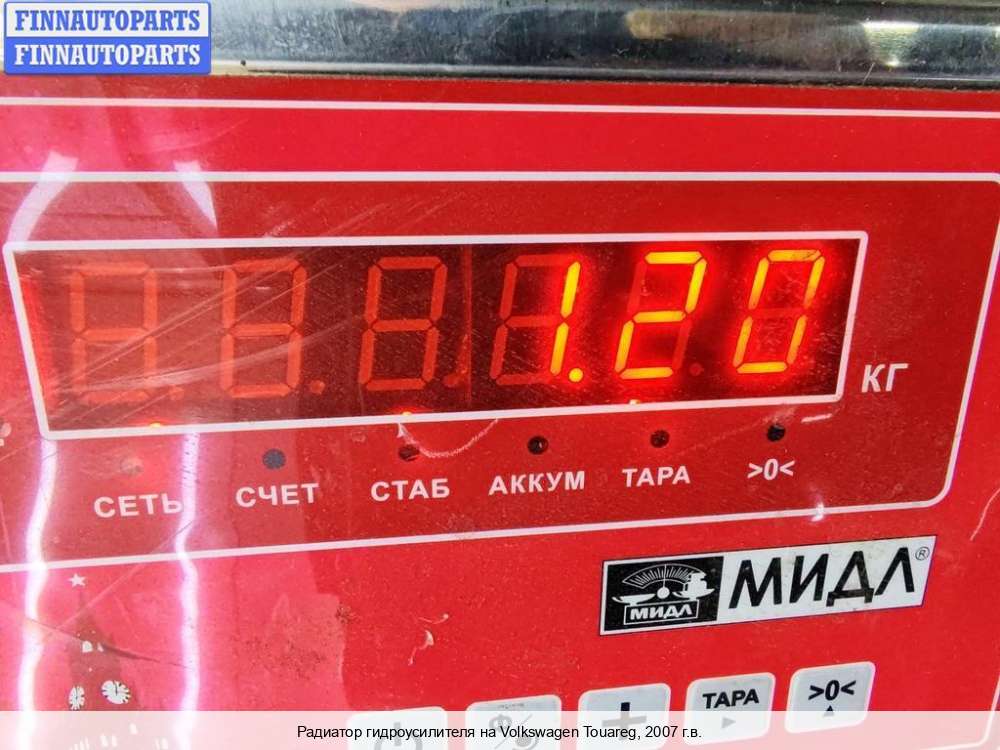 FINNAUTOPARTS
FINNAUTOPARTS
1.20
КГ
СЕТЬ СЧЕТ СТАБ АККУМ ТАРА >0<
МИДЛ МИДЛ®
+ ТАРА >0<
Радиатор гидроусилителя на Volkswagen Touareg, 2007 г.в.